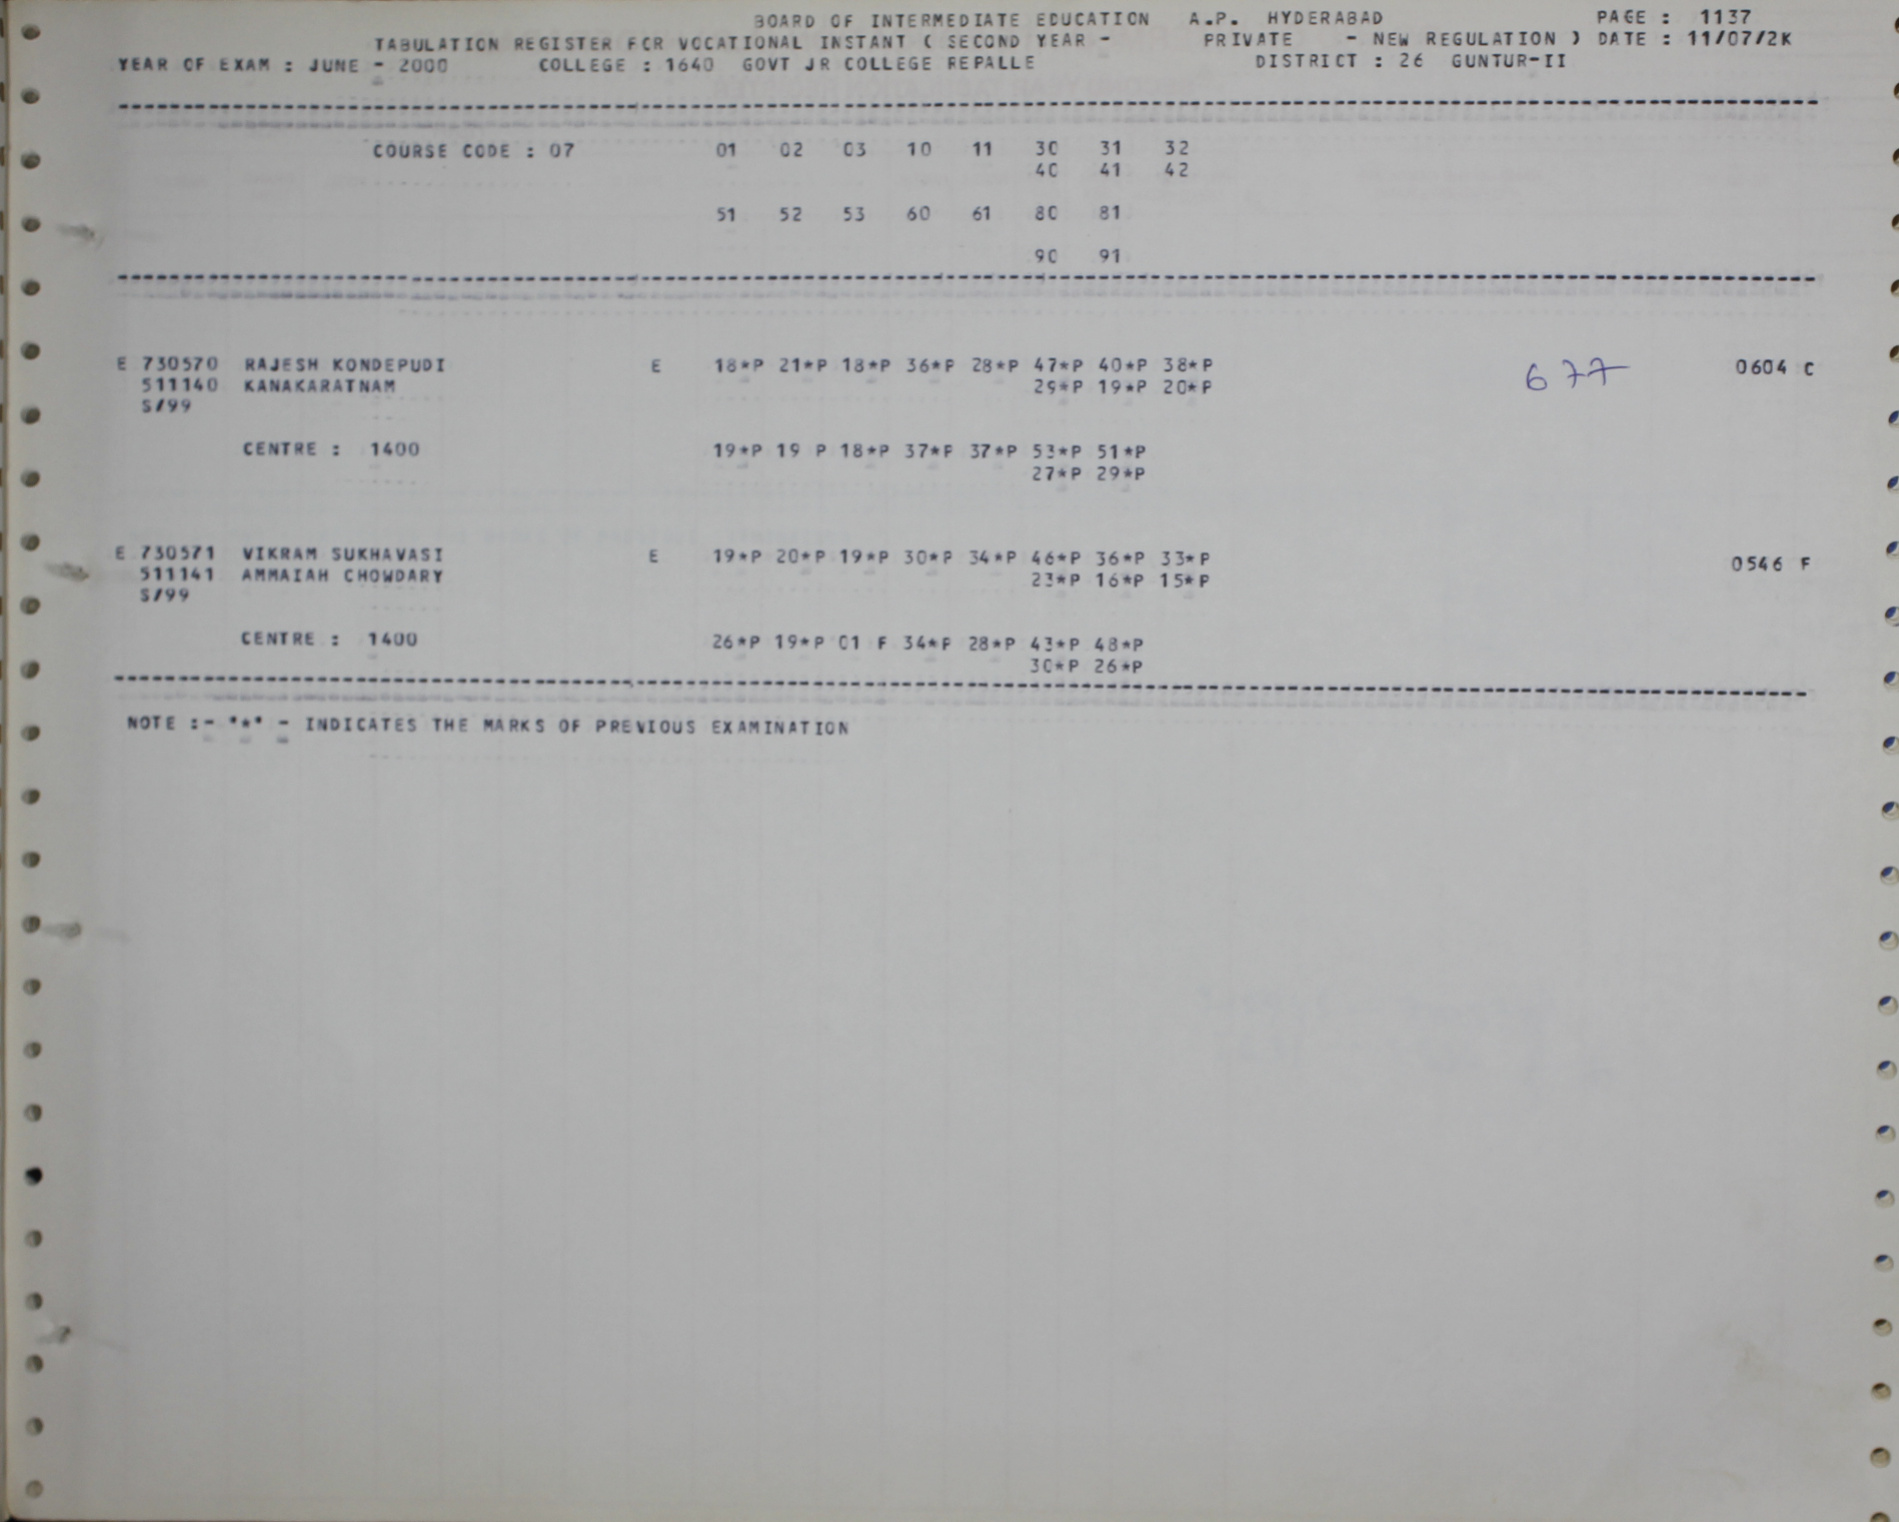 BOARD OF INTERMEDIATE EDUCATION A.P. HYDERABAD PAGE : 1137
TABULATION REGISTER FOR VOCATIONAL INSTANT ( SECOND YEAR - PRIVATE - NEW REGULATION ) DATE : 11/07/2K
YEAR OF EXAM : JUNE - 2000 COLLEGE : 1640 GOVT JR COLLEGE REPALLE DISTRICT : 26 GUNTUR-II
COURSE CODE : 07 01 02 03 10 11 30 31 32
40 41 42
51 52 53 60 61 80 81
90 91
E 730570 RAJESH KONDEPUDI E 18*P 21*P 18*P 36*P 28*P 47*P 40*P 38*P 677 0604 C
511140 KANAKARATNAM 29*P 19*P 20*P
S/99
CENTRE : 1400 19*P 19 P 18*P 37*P 37*P 53*P 51*P
27*P 29*P
E 730571 VIKRAM SUKHAVASI E 19*P 20*P 19*P 30*P 34*P 46*P 36*P 33*P 0546 F
511141 AMMAIAH CHOWDARY 23*P 16*P 15*P
S/99
CENTRE : 1400 26*P 19*P 01 F 34*P 28*P 43*P 48*P
30*P 26*P
NOTE :- "*" - INDICATES THE MARKS OF PREVIOUS EXAMINATION